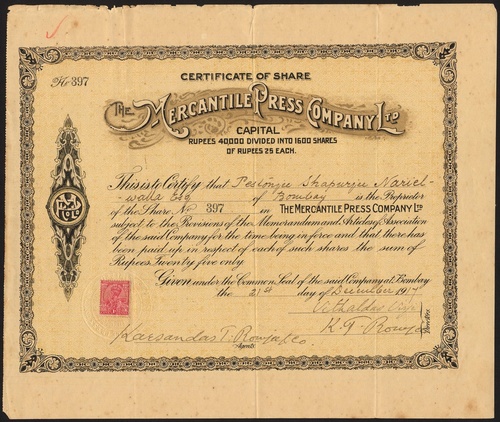 No 397
CERTIFICATE OF SHARE
THE MERCANTILE PRESS COMPANY, LTD
CAPITAL
RUPEES 40,000 DIVIDED INTO 1600 SHARES
OF RUPEES 25 EACH.
This is to Certify that Pestonju Shapurju Nariel-
walla Esq of Bombay is the Proprietor
of the Share No 397 in THE MERCANTILE PRESS COMPANY, LTD
subject to the Provisions of the Memorandum and Articles of Association
of the said Company for the time being in force and that there has
been paid up in respect of each of such shares the sum of
Rupees Twenty five only
Given under the Common Seal of the said Company at Bombay
the 21st day of December 191
Karsandas T. & Co.
Agents
Directors